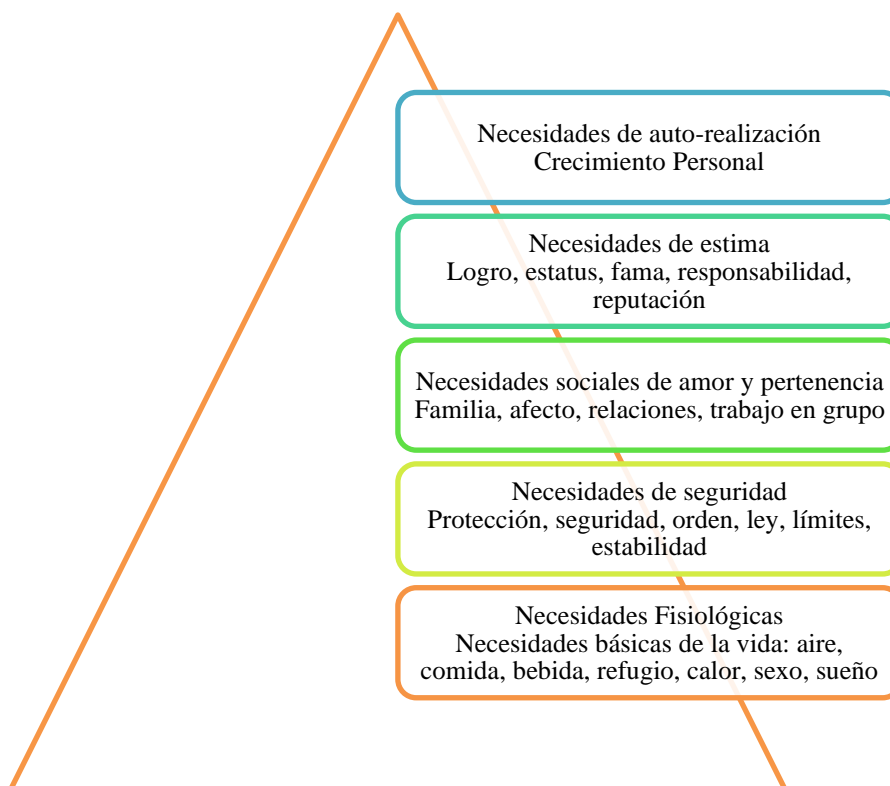 Necesidades de auto-realización
Crecimiento Personal
Necesidades de estima
Logro, estatus, fama, responsabilidad,
reputación
Necesidades sociales de amor y pertenencia
Familia, afecto, relaciones, trabajo en grupo
Necesidades de seguridad
Protección, seguridad, orden, ley, límites,
estabilidad
Necesidades Fisiológicas
Necesidades básicas de la vida: aire,
comida, bebida, refugio, calor, sexo, sueño